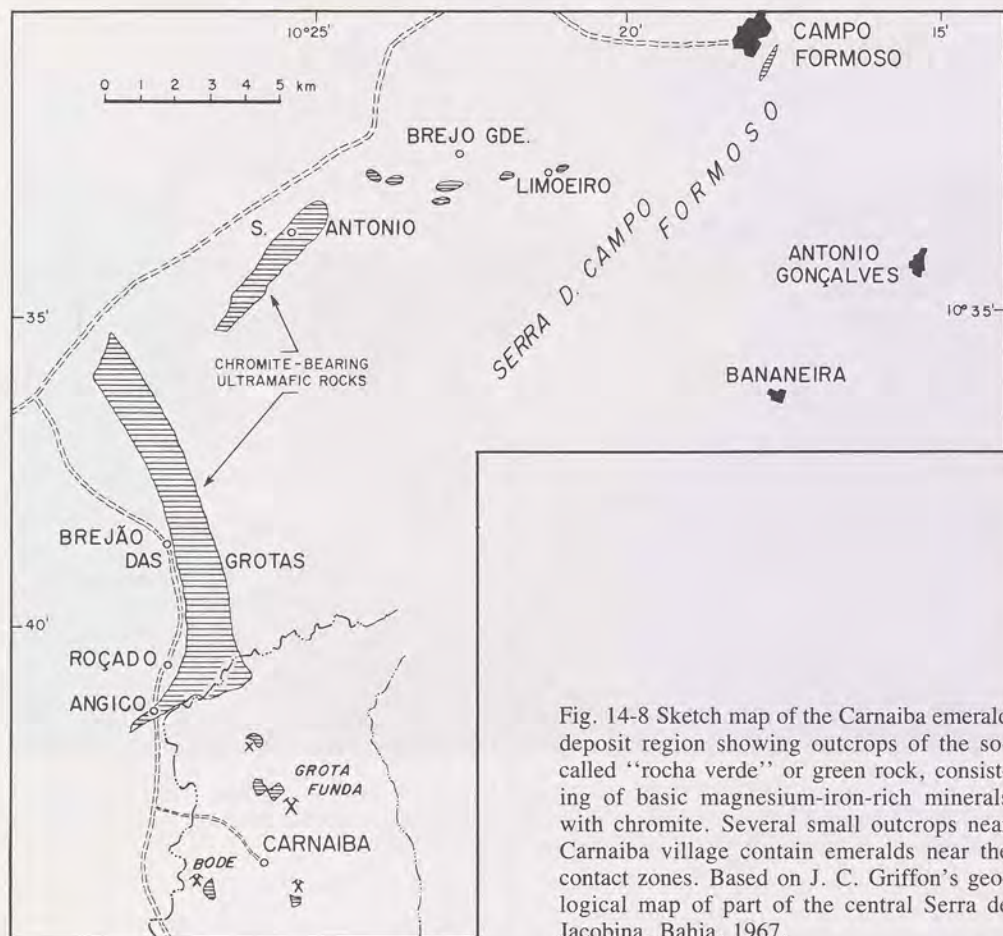 10°25' 20' 15'
0 1 2 3 4 5 km
CAMPO
FORMOSO
BREJO GDE.
LIMOEIRO
S. ANTONIO
SERRA D. CAMPO
FORMOSO
ANTONIO
GONÇALVES
35' 10°35'
CHROMITE-BEARING
ULTRAMAFIC ROCKS
BANANEIRA
BREJÃO
DAS GROTAS
40'
ROÇADO
ANGICO
GROTA
FUNDA
CARNAIBA
BODE
Fig. 14-8 Sketch map of the Carnaiba emerald
deposit region showing outcrops of the so-
called "rocha verde" or green rock, consist-
ing of basic magnesium-iron-rich minerals
with chromite. Several small outcrops near
Carnaiba village contain emeralds near the
contact zones. Based on J. C. Griffon's geo-
logical map of part of the central Serra de
Jacobina, Bahia, 1967